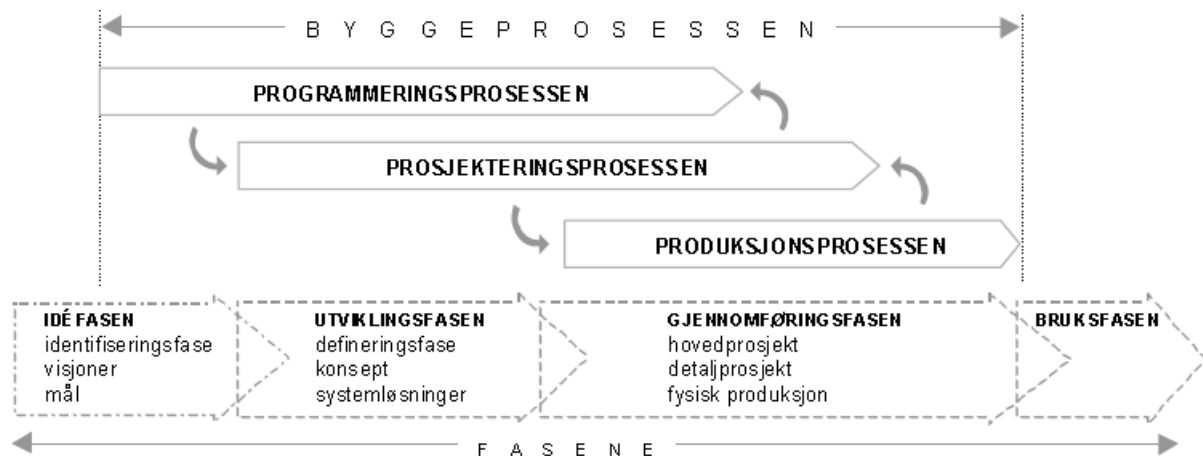 BYGGEPROSESSEN
PROGRAMMERINGSPROSESSEN
PROSJEKTERINGSPROSESSEN
PRODUKSJONSPROSESSEN
IDÉFASEN
identifiseringsfase
visjoner
mål
UTVIKLINGSFASEN
defineringsfase
konsept
systemløsninger
GJENNOMFØRINGSFASEN
hovedprosjekt
detaljprosjekt
fysisk produksjon
BRUKSFASEN
FASENE